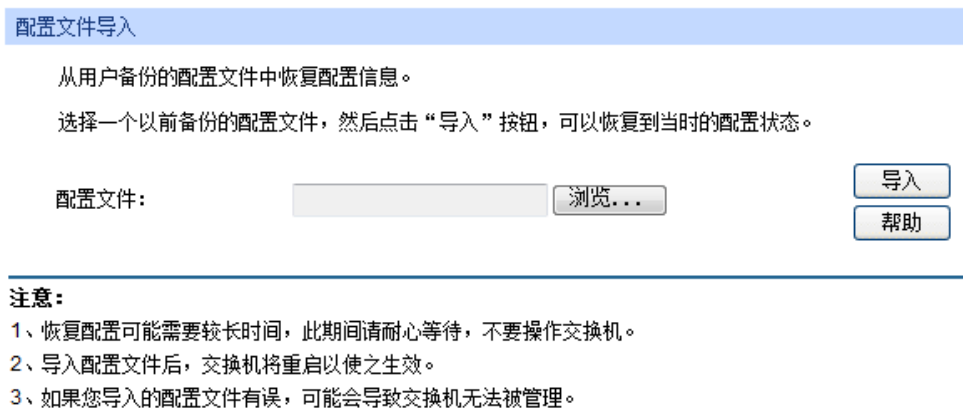 配置文件导入
从用户备份的配置文件中恢复配置信息。
选择一个以前备份的配置文件，然后点击“导入”按钮，可以恢复到当时的配置状态。
配置文件：
浏览...
导入
帮助
注意：
1、恢复配置可能需要较长时间，此期间请耐心等待，不要操作交换机。
2、导入配置文件后，交换机将重启以使之生效。
3、如果您导入的配置文件有误，可能会导致交换机无法被管理。